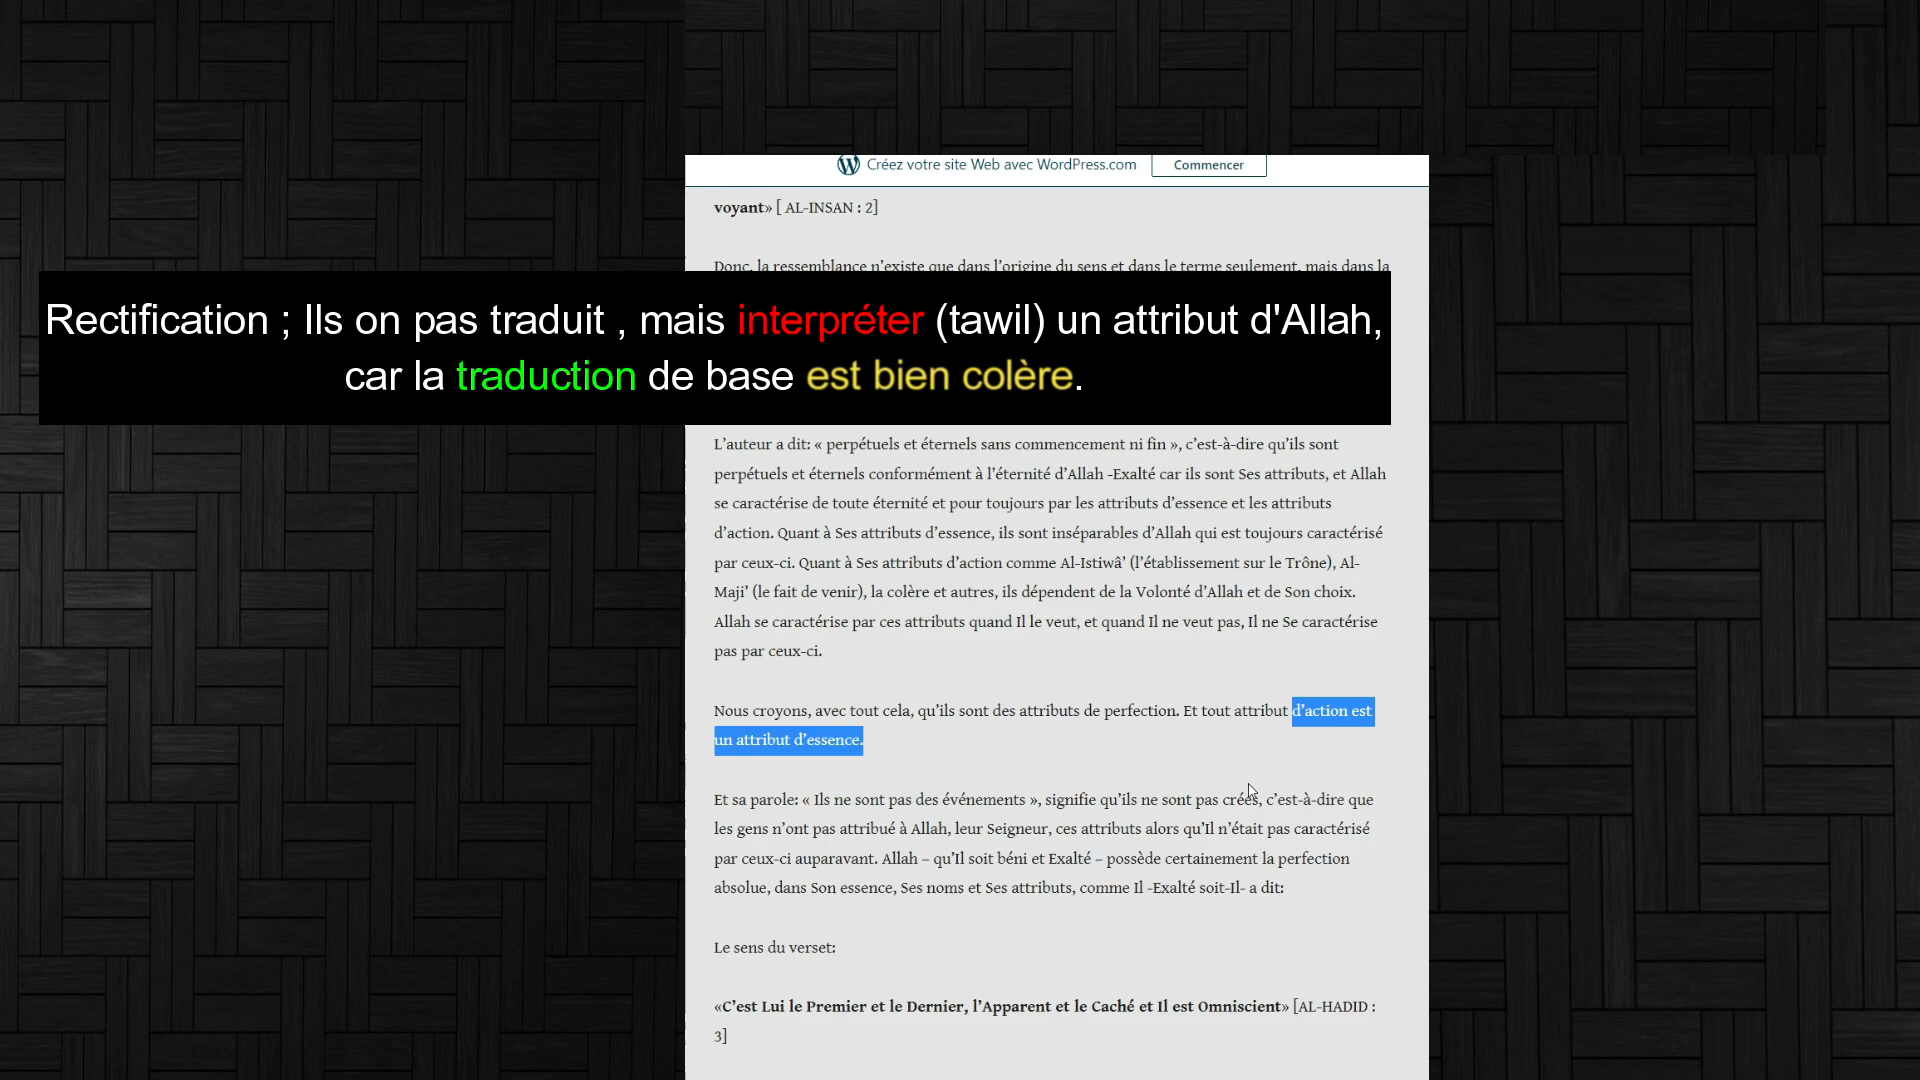 Créez votre site Web avec WordPress.com Commencer
voyant» [ AL-INSAN : 2]
Donc, la ressemblance n’existe que dans l’origine du sens et dans le terme seulement, mais dans la
Rectification ; Ils on pas traduit , mais interpréter (tawil) un attribut d'Allah,
car la traduction de base est bien colère.
L’auteur a dit: « perpétuels et éternels sans commencement ni fin », c’est-à-dire qu’ils sont
perpétuels et éternels conformément à l’éternité d’Allah -Exalté car ils sont Ses attributs, et Allah
se caractérise de toute éternité et pour toujours par les attributs d’essence et les attributs
d’action. Quant à Ses attributs d’essence, ils sont inséparables d’Allah qui est toujours caractérisé
par ceux-ci. Quant à Ses attributs d’action comme Al-Istiwâ’ (l’établissement sur le Trône), Al-
Maji’ (le fait de venir), la colère et autres, ils dépendent de la Volonté d’Allah et de Son choix.
Allah se caractérise par ces attributs quand Il le veut, et quand Il ne veut pas, Il ne Se caractérise
pas par ceux-ci.
Nous croyons, avec tout cela, qu’ils sont des attributs de perfection. Et tout attribut d’action est
un attribut d’essence.
Et sa parole: « Ils ne sont pas des événements », signifie qu’ils ne sont pas créés, c’est-à-dire que
les gens n’ont pas attribué à Allah, leur Seigneur, ces attributs alors qu’Il n’était pas caractérisé
par ceux-ci auparavant. Allah – qu’Il soit béni et Exalté – possède certainement la perfection
absolue, dans Son essence, Ses noms et Ses attributs, comme Il -Exalté soit-Il- a dit:
Le sens du verset:
«C’est Lui le Premier et le Dernier, l’Apparent et le Caché et Il est Omniscient» [AL-HADID :
3]